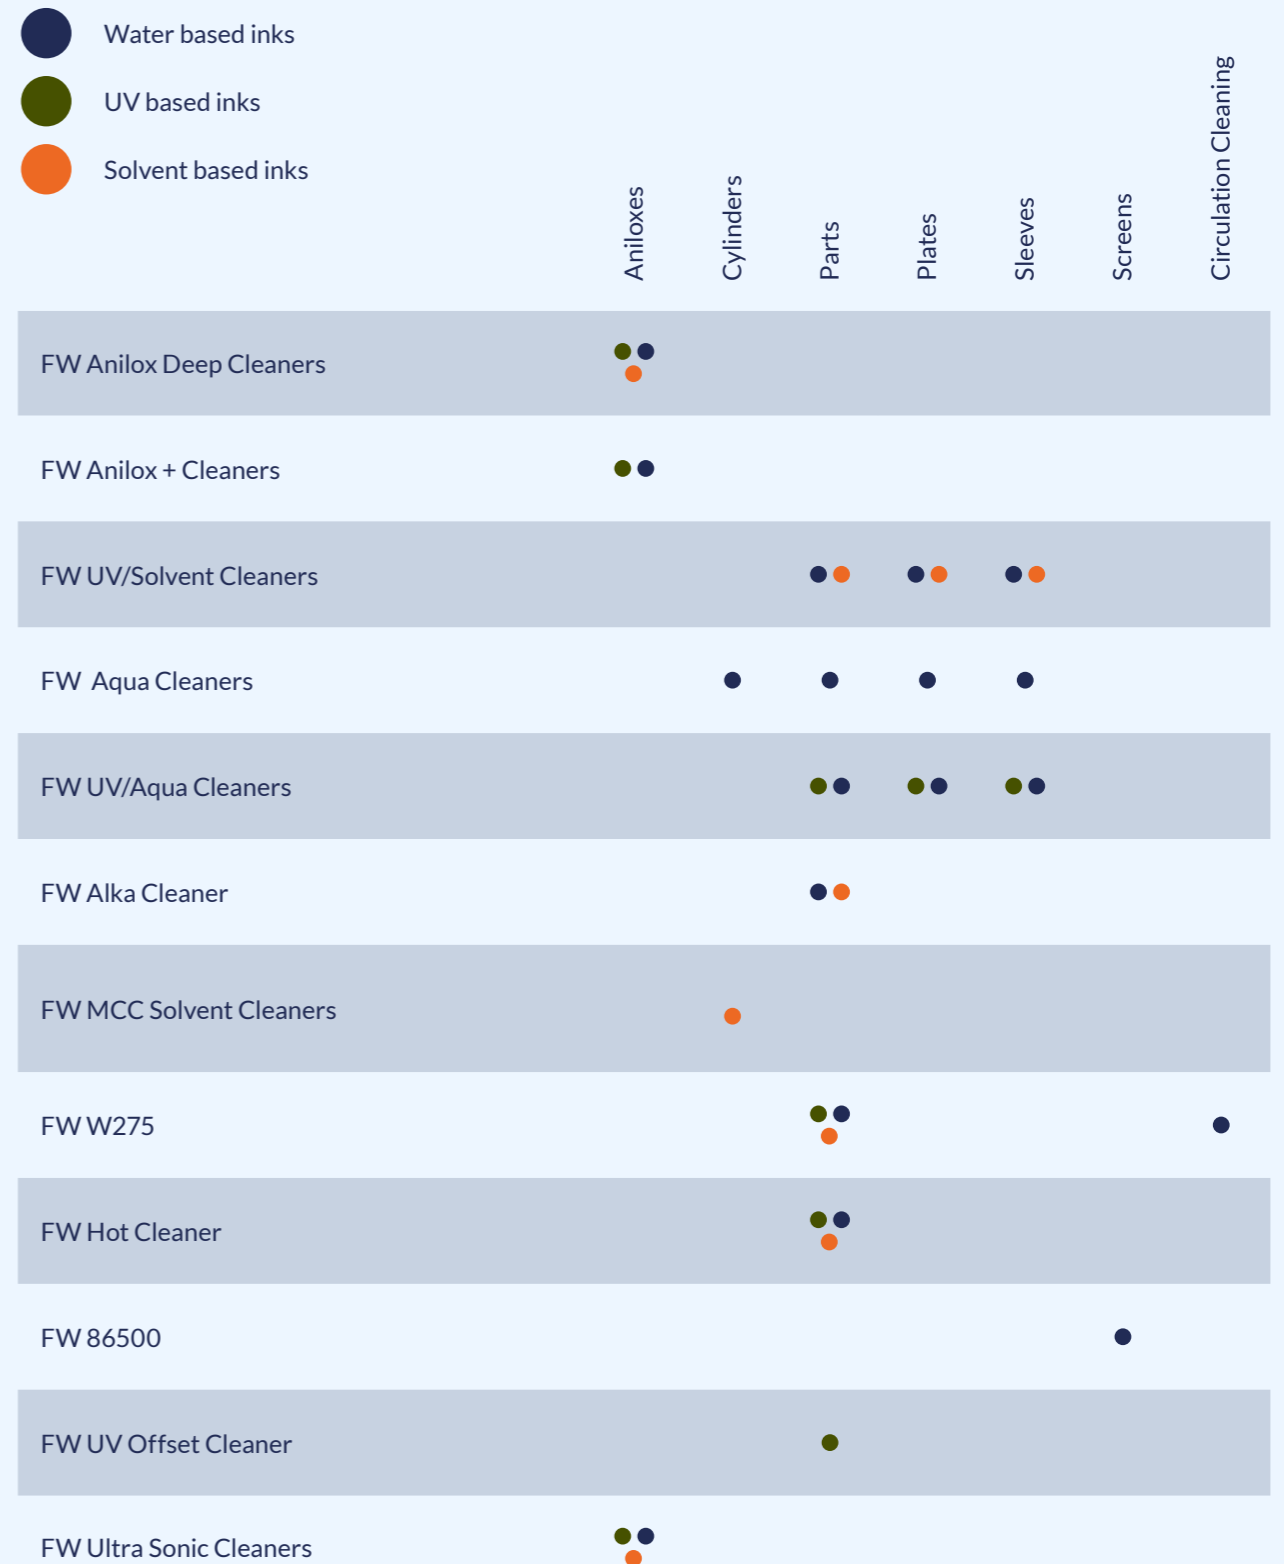 Water based inks
UV based inks
Solvent based inks
Aniloxes
Cylinders
Parts
Plates
Sleeves
Screens
Circulation Cleaning
FW Anilox Deep Cleaners
FW Anilox + Cleaners
FW UV/Solvent Cleaners
FW  Aqua Cleaners
FW UV/Aqua Cleaners
FW Alka Cleaner
FW MCC Solvent Cleaners
FW W275
FW Hot Cleaner
FW 86500
FW UV Offset Cleaner
FW Ultra Sonic Cleaners